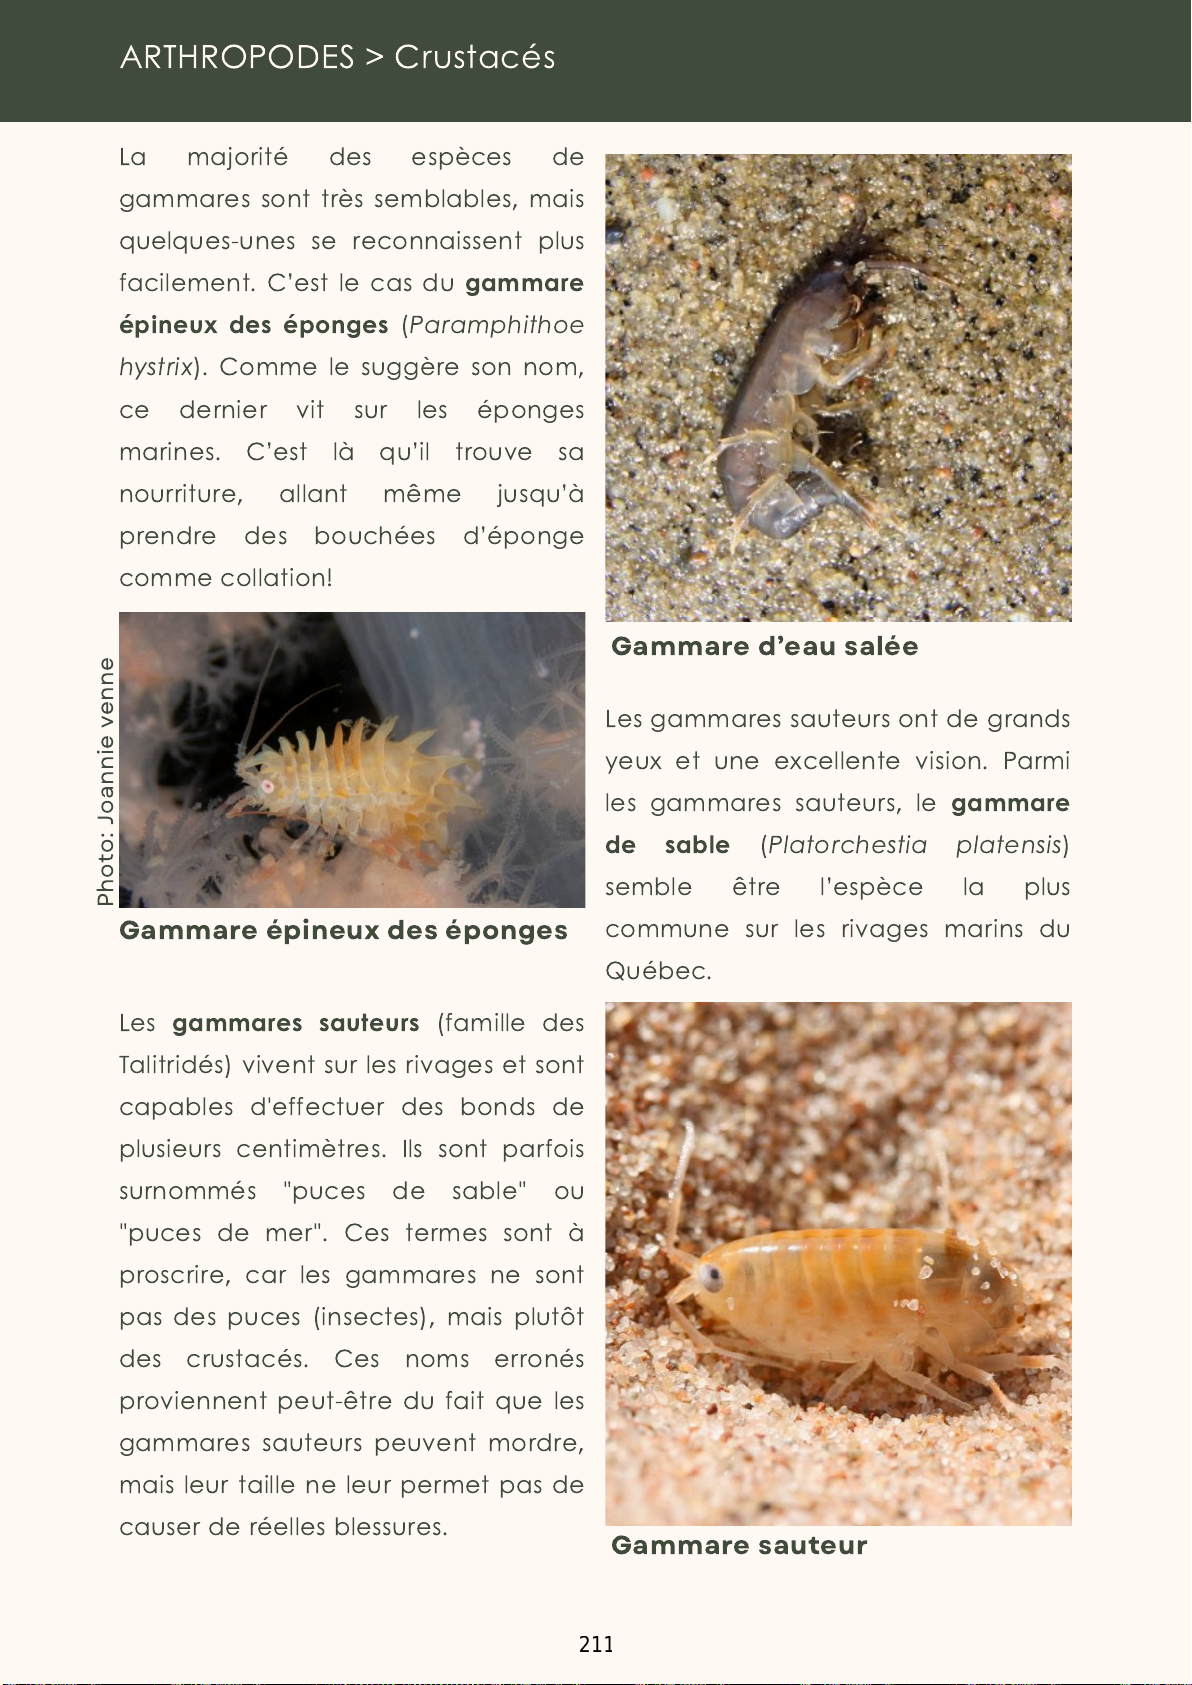 ARTHROPODES > Crustacés
La majorité des espèces de
gammares sont très semblables, mais
quelques-unes se reconnaissent plus
facilement. C'est le cas du gammare
épineux des éponges (Paramphithoe
hystrix). Comme le suggère son nom,
ce dernier vit sur les éponges
marines. C'est là qu'il trouve sa
nourriture, allant même jusqu'à
prendre des bouchées d'éponge
comme collation!
Photo: Joannie venne
Gammare épineux des éponges
Les gammares sauteurs (famille des
Talitridés) vivent sur les rivages et sont
capables d'effectuer des bonds de
plusieurs centimètres. Ils sont parfois
surnommés "puces de sable" ou
"puces de mer". Ces termes sont à
proscrire, car les gammares ne sont
pas des puces (insectes), mais plutôt
des crustacés. Ces noms erronés
proviennent peut-être du fait que les
gammares sauteurs peuvent mordre,
mais leur taille ne leur permet pas de
causer de réelles blessures.
Gammare d'eau salée
Les gammares sauteurs ont de grands
yeux et une excellente vision. Parmi
les gammares sauteurs, le gammare
de sable (Platorchestia platensis)
semble être l'espèce la plus
commune sur les rivages marins du
Québec.
Gammare sauteur
211